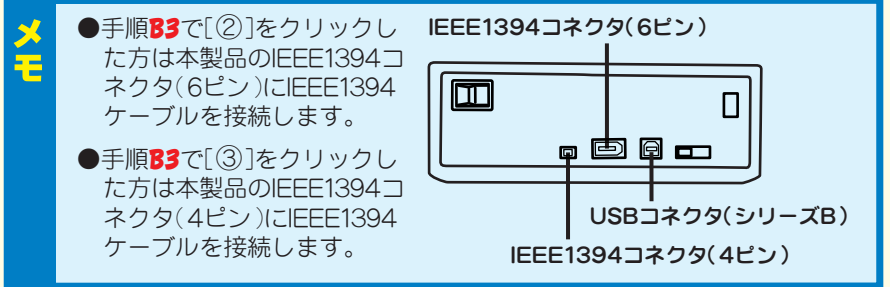 メモ
●手順B3で[②]をクリックし
た方は本製品のIEEE1394コ
ネクタ(6ピン)にIEEE1394
ケーブルを接続します。
●手順B3で[③]をクリックし
た方は本製品のIEEE1394コ
ネクタ(4ピン)にIEEE1394
ケーブルを接続します。
IEEE1394コネクタ(6ピン)
USBコネクタ(シリーズB)
IEEE1394コネクタ(4ピン)